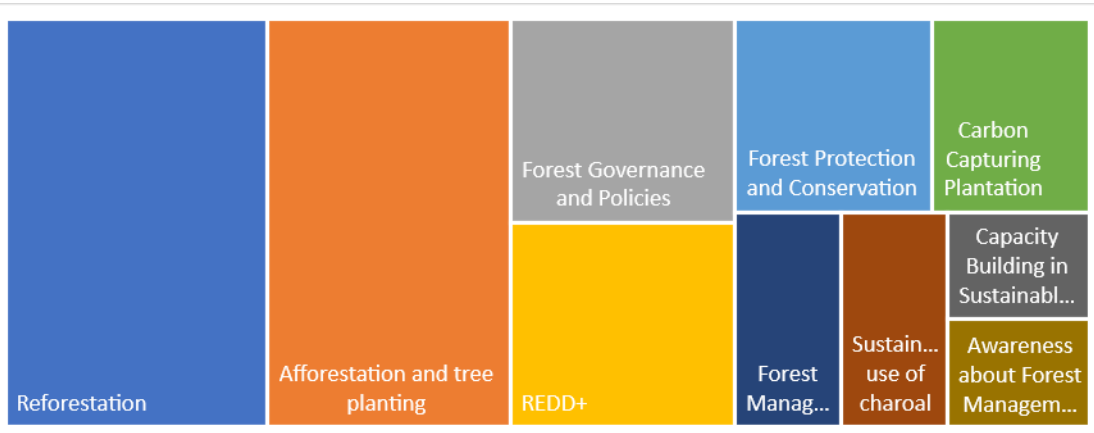 Reforestation
Afforestation and tree
planting
Forest Governance
and Policies
REDD+
Forest Protection
and Conservation
Carbon
Capturing
Plantation
Forest
Manag...
Sustain...
use of
charoal
Capacity
Building in
Sustainabl...
Awareness
about Forest
Managem...